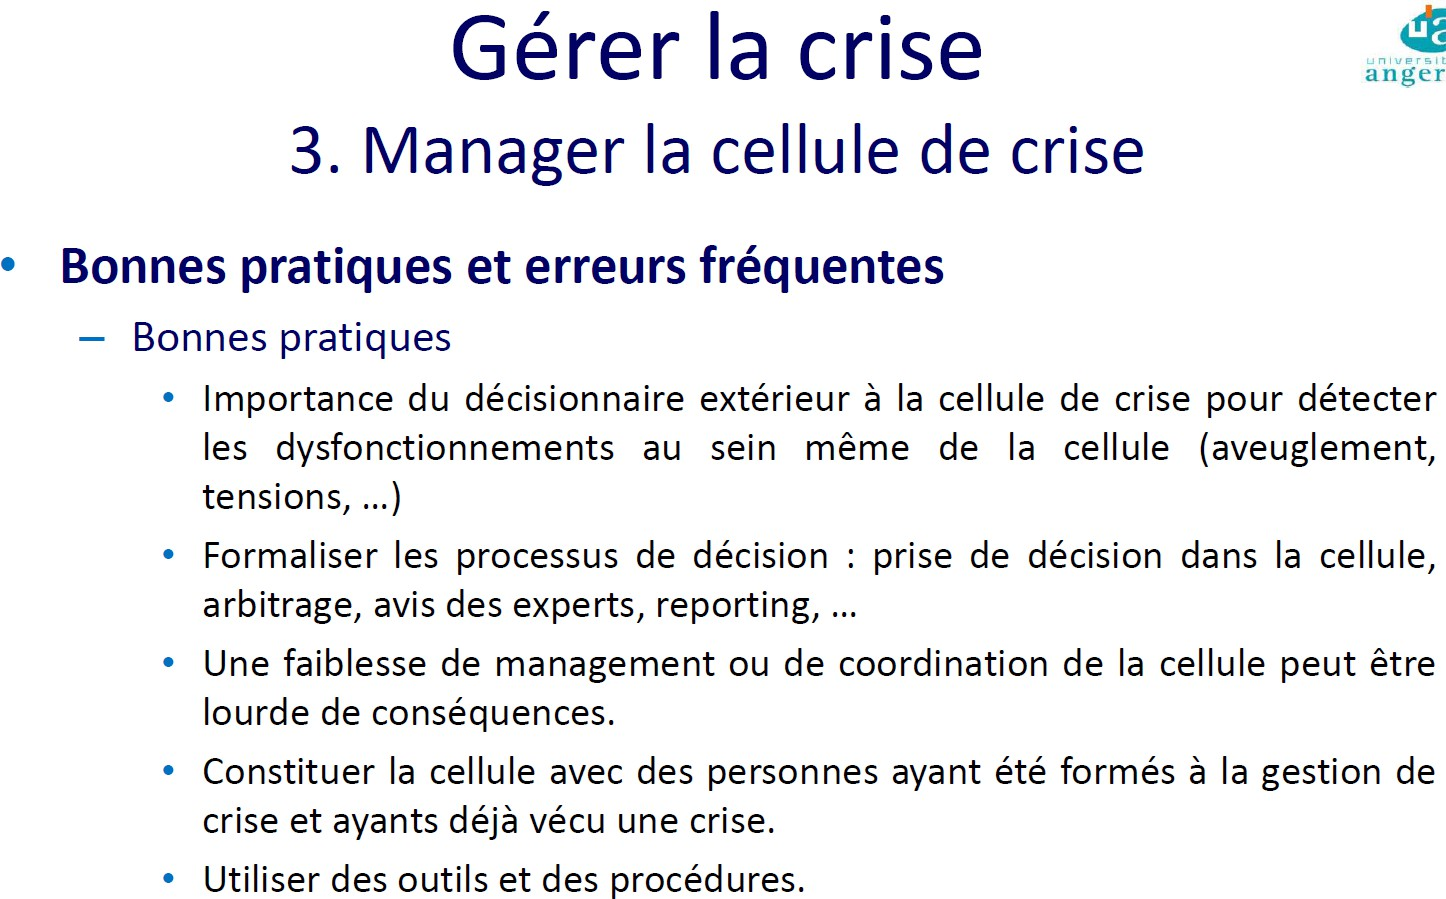 Gérer la crise
3. Manager la cellule de crise
• Bonnes pratiques et erreurs fréquentes
– Bonnes pratiques
• Importance du décisionnaire extérieur à la cellule de crise pour détecter
les dysfonctionnements au sein même de la cellule (aveuglement,
tensions, ...)
• Formaliser les processus de décision : prise de décision dans la cellule,
arbitrage, avis des experts, reporting, ...
• Une faiblesse de management ou de coordination de la cellule peut être
lourde de conséquences.
• Constituer la cellule avec des personnes ayant été formés à la gestion de
crise et ayants déjà vécu une crise.
• Utiliser des outils et des procédures.
ua
universit
anger